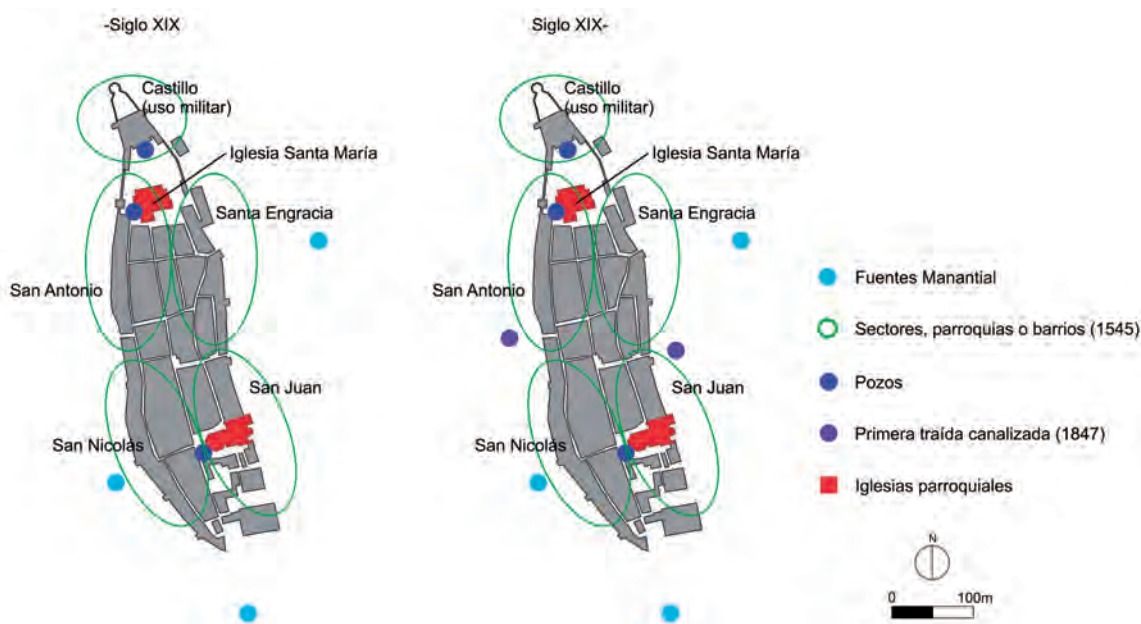 -Siglo XIX
Castillo
(uso militar)
Iglesia Santa María
Santa Engracia
San Antonio
San Juan
San Nicolás
Siglo XIX-
Castillo
(uso militar)
Iglesia Santa María
Santa Engracia
San Antonio
San Juan
San Nicolás
Fuentes Manantial
Sectores, parroquias o barrios (1545)
Pozos
Primera traída canalizada (1847)
Iglesias parroquiales
N
0 100m